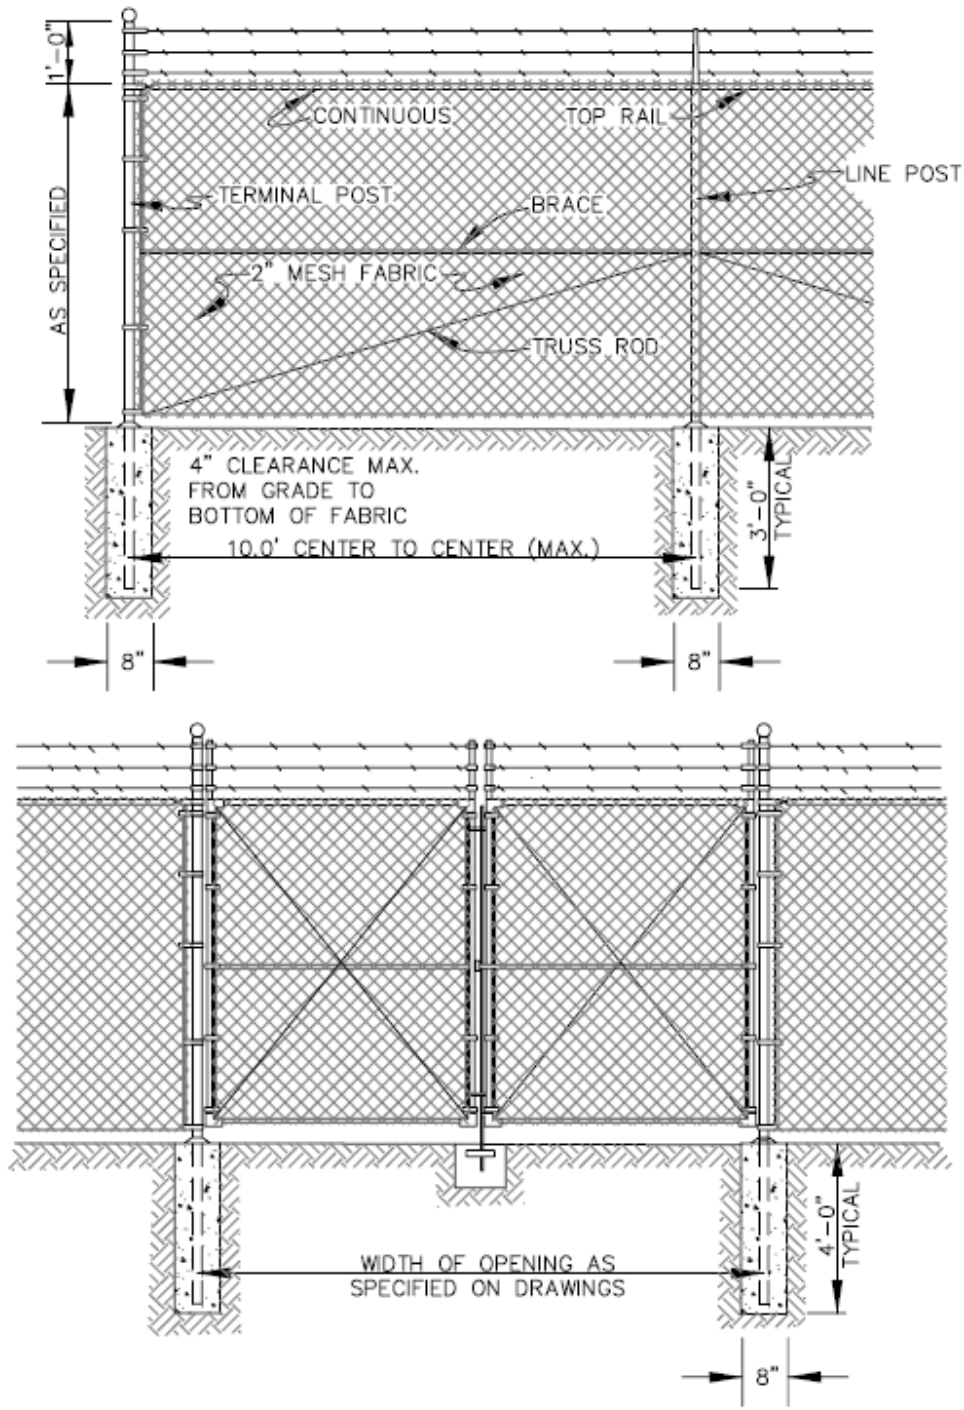 1'-0"
CONTINUOUS
TOP RAIL
LINE POST
TERMINAL POST
BRACE
AS SPECIFIED
2" MESH FABRIC
TRUSS ROD
4" CLEARANCE MAX.
FROM GRADE TO
BOTTOM OF FABRIC
10.0' CENTER TO CENTER (MAX.)
3'-0"
TYPICAL
8"
8"
4'-0"
TYPICAL
WIDTH OF OPENING AS
SPECIFIED ON DRAWINGS
8"